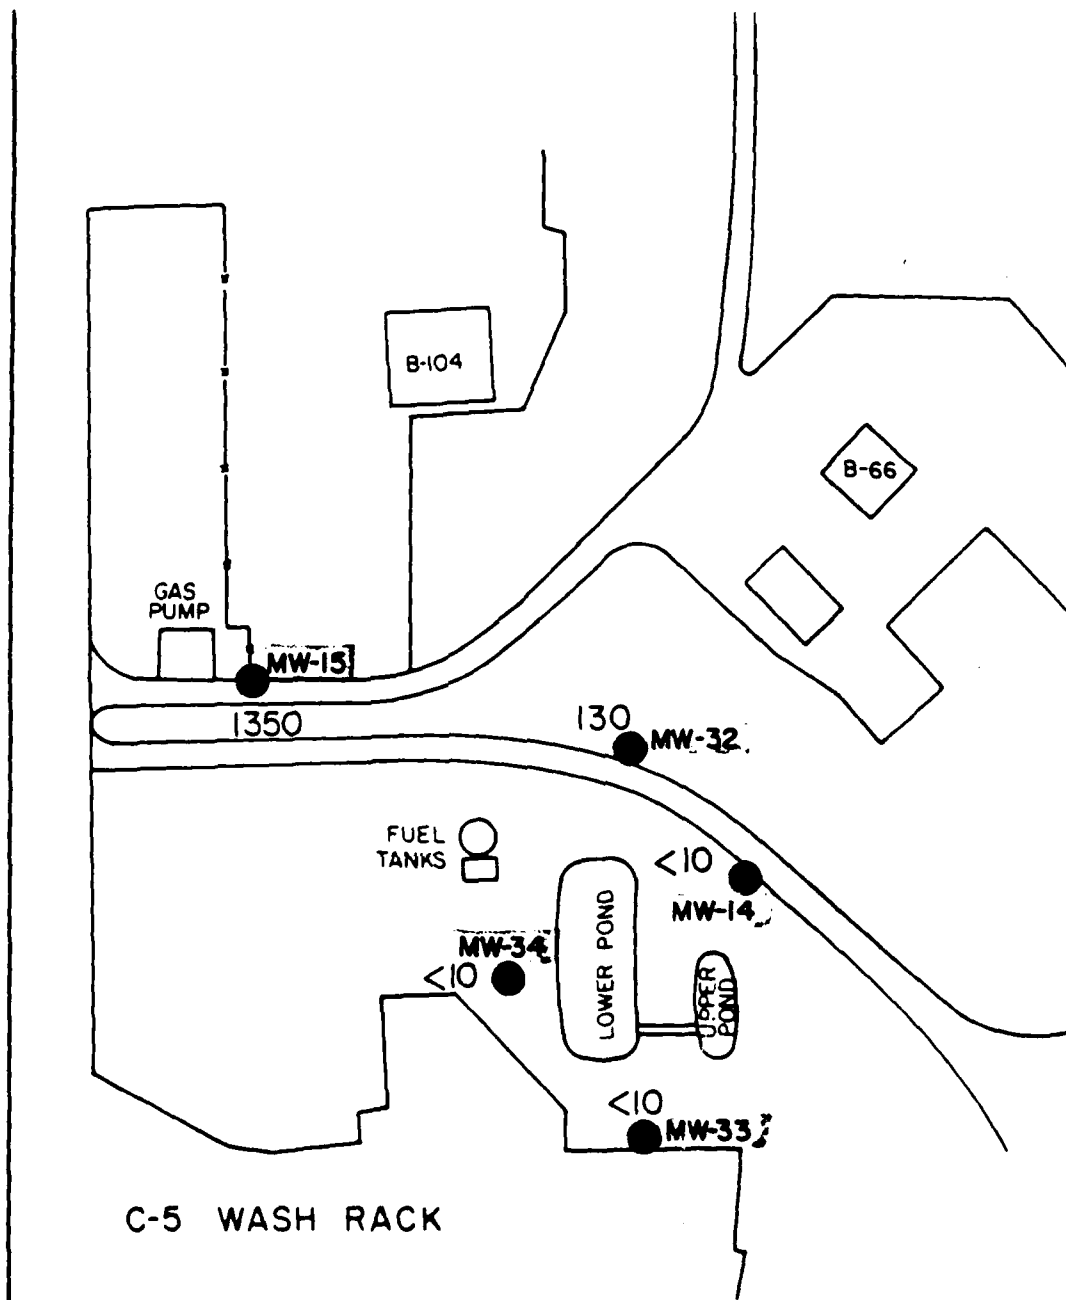 B-104
B-66
GAS
PUMP
MW-15
1350
130
MW-32
FUEL
TANKS
<10
MW-14
MW-34
<10
LOWER POND
UPPER
POND
<10
MW-33
C-5 WASH RACK